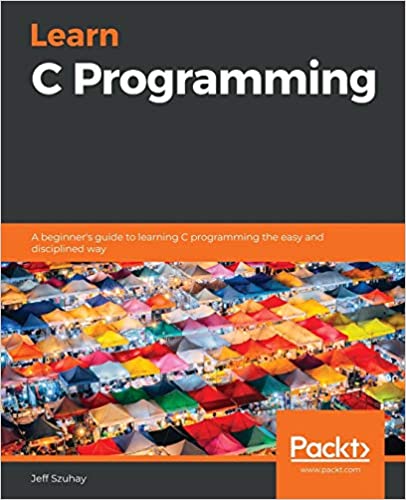 Learn
C Programming
A beginner's guide to learning C programming the easy and
disciplined way
Packt>
www.packt.com
Jeff Szuhay